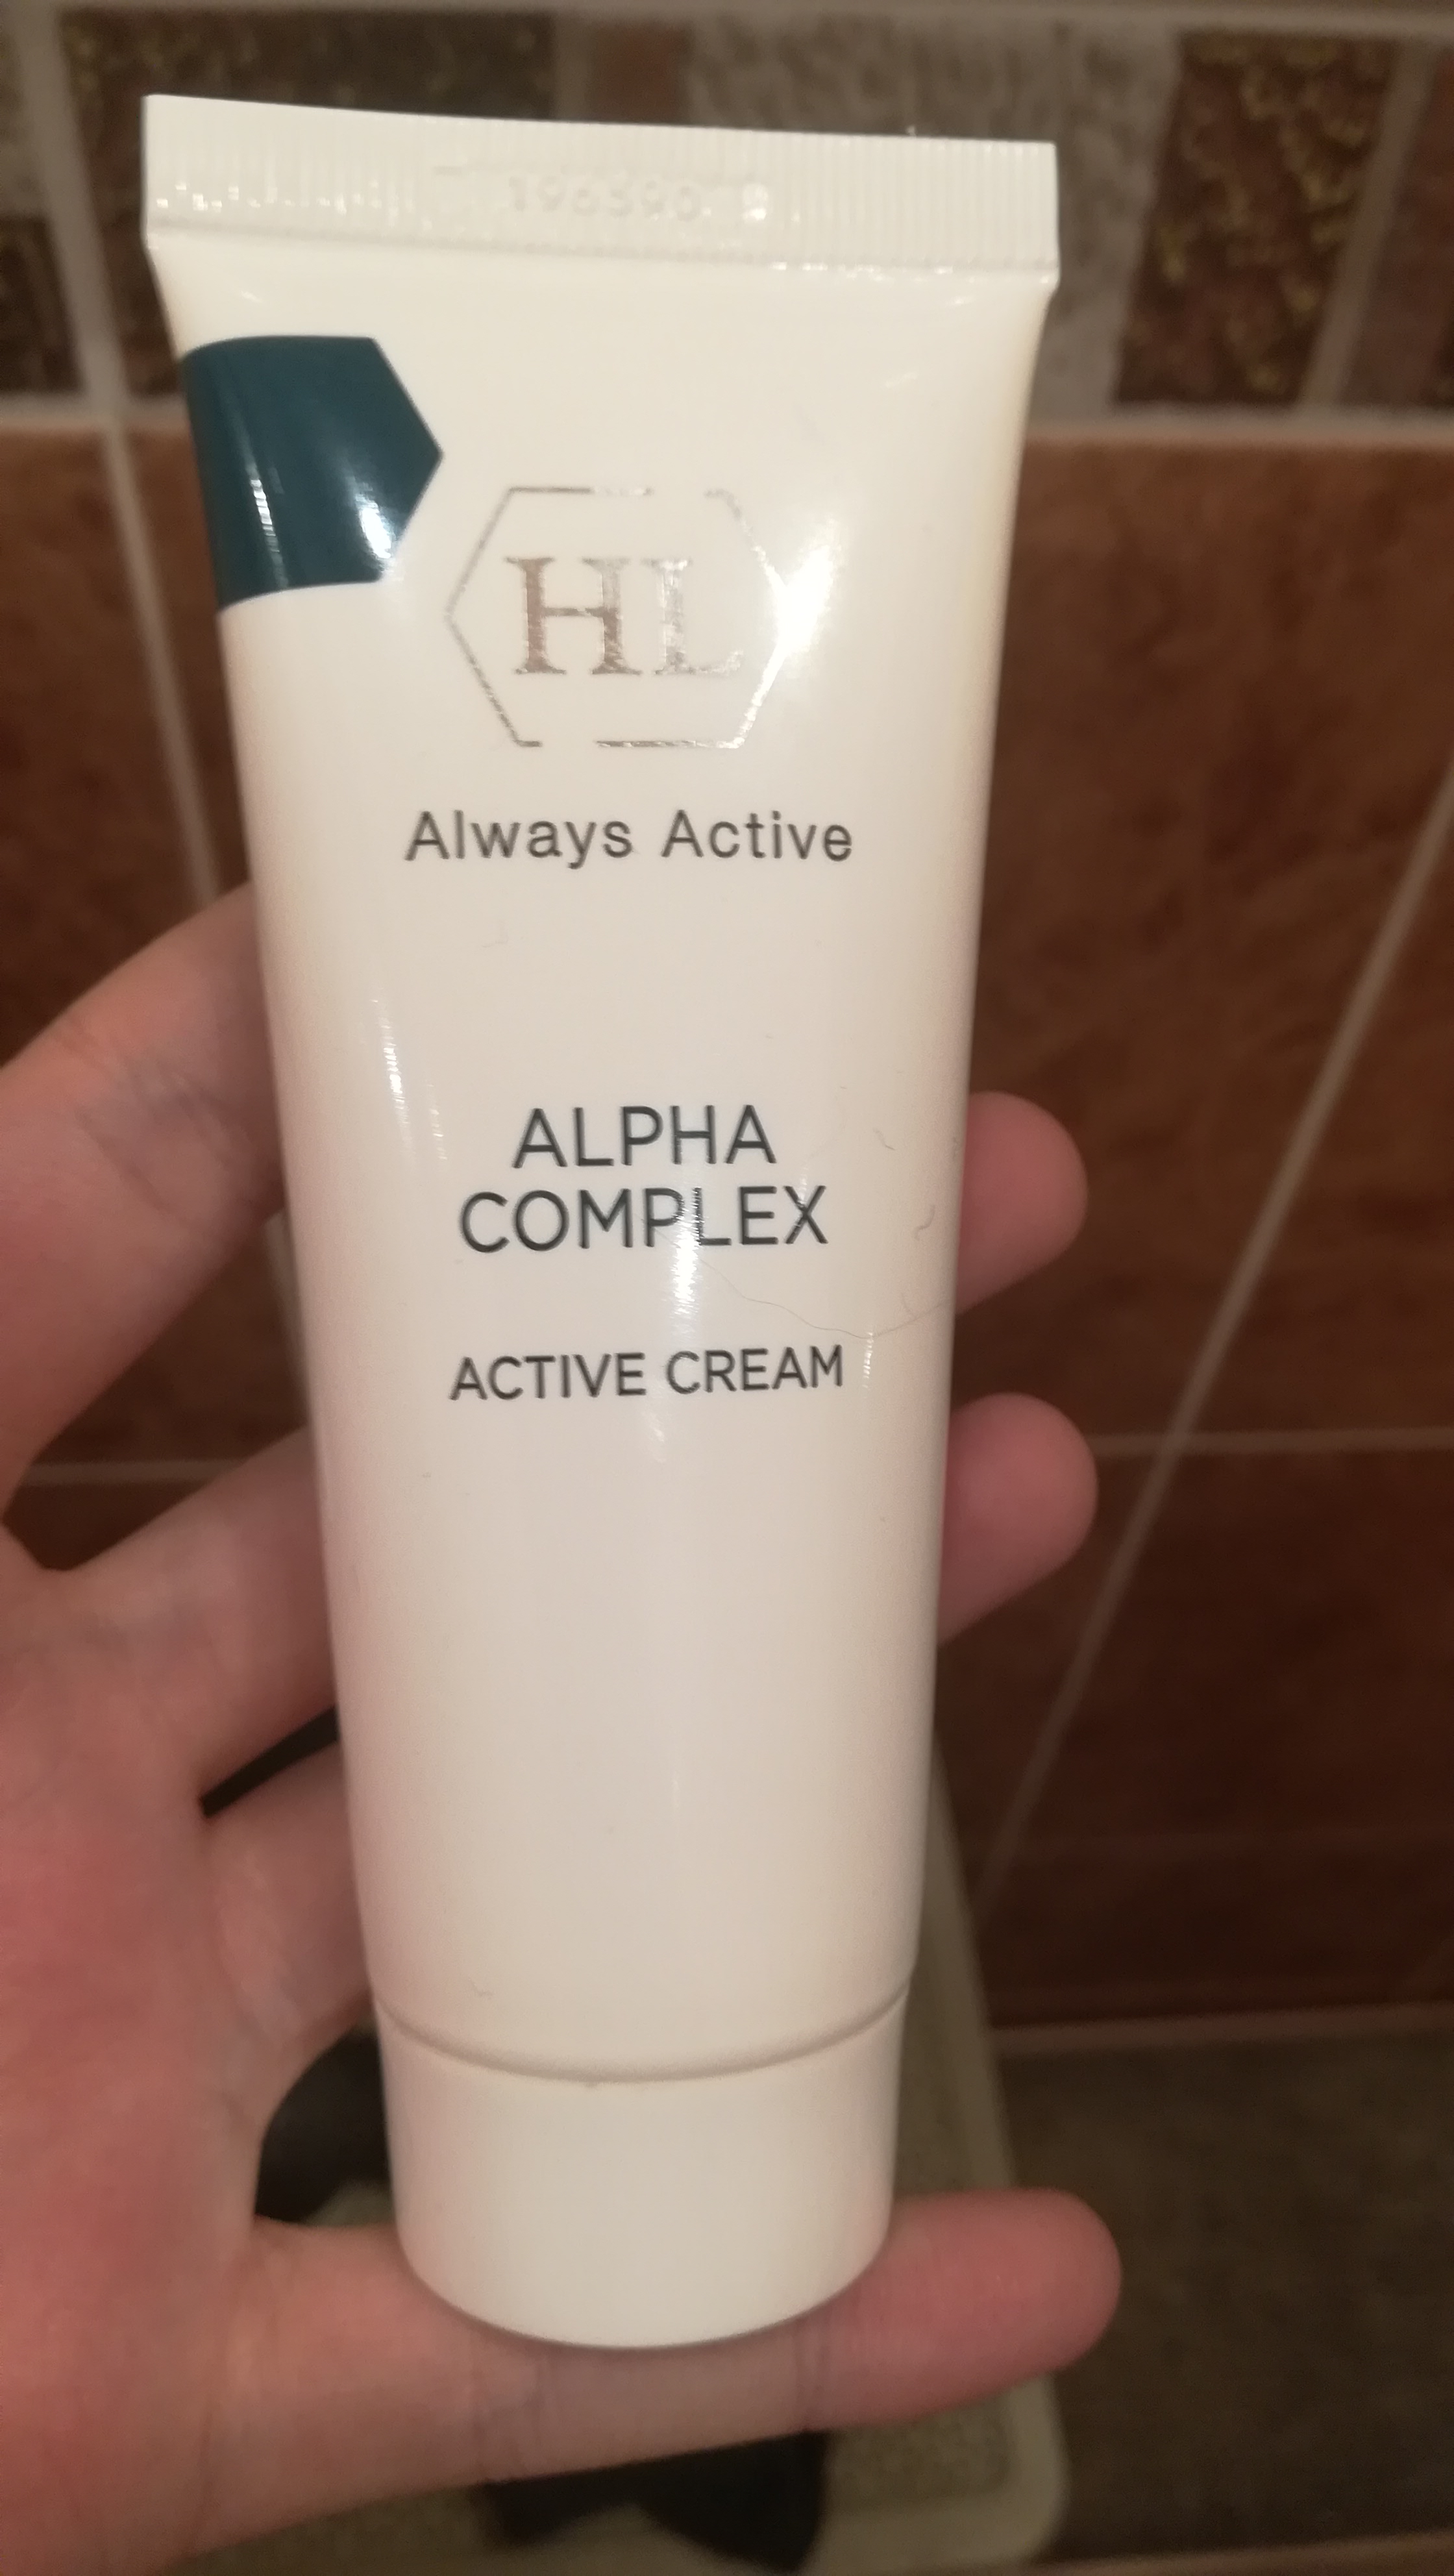 HL
Always Active
ALPHA
COMPLEX
ACTIVE CREAM